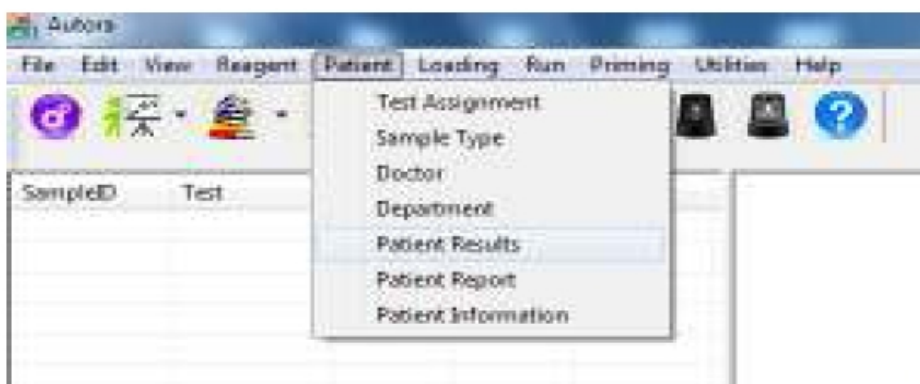 Autora
File Edit View Reagent Patient Loading Run Priming Utilities Help
Test Assignment
Sample Type
Doctor
Department
Patient Results
Patient Report
Patient Information
SampleID Test